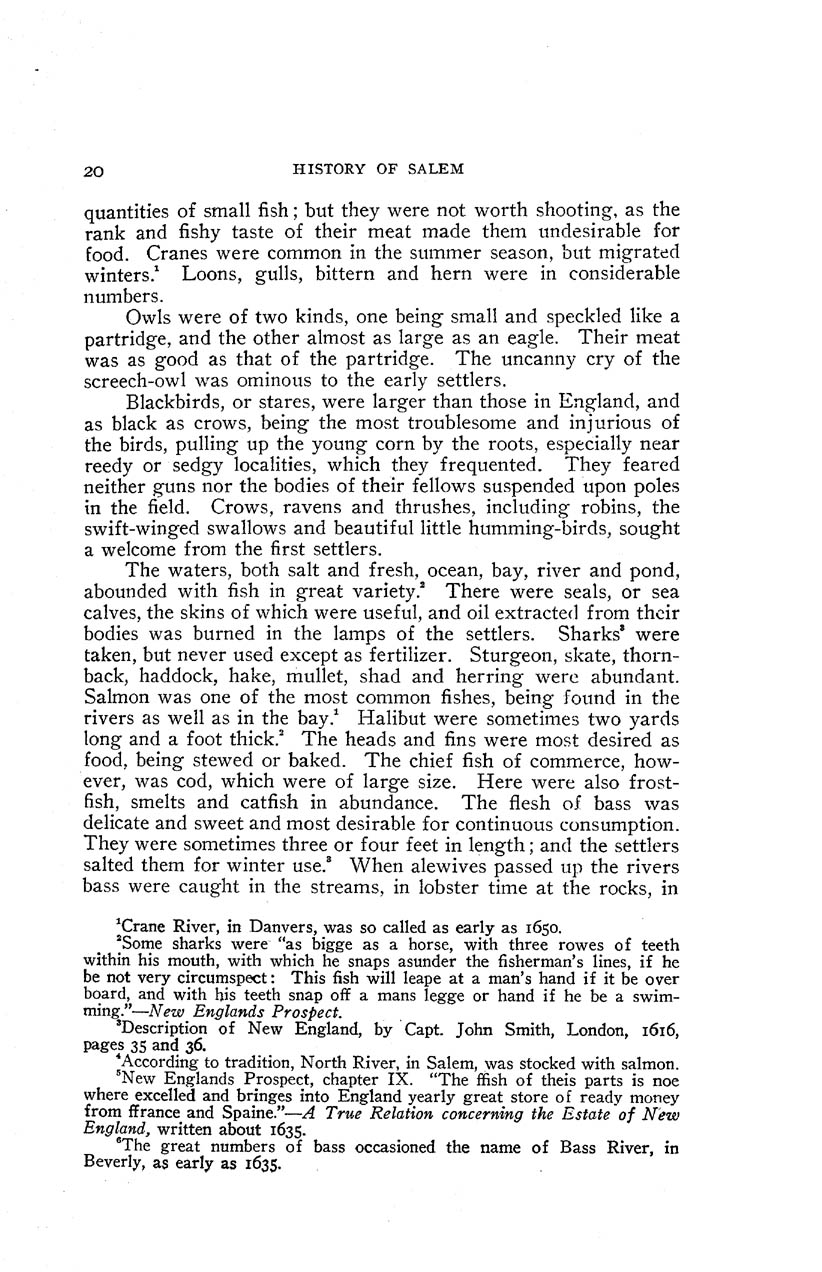 20 HISTORY OF SALEM
quantities of small fish; but they were not worth shooting, as the
rank and fishy taste of their meat made them undesirable for
food. Cranes were common in the summer season, but migrated
winters.¹ Loons, gulls, bittern and hern were in considerable
numbers.
Owls were of two kinds, one being small and speckled like a
partridge, and the other almost as large as an eagle. Their meat
was as good as that of the partridge. The uncanny cry of the
screech-owl was ominous to the early settlers.
Blackbirds, or stares, were larger than those in England, and
as black as crows, being the most troublesome and injurious of
the birds, pulling up the young corn by the roots, especially near
reedy or sedgy localities, which they frequented. They feared
neither guns nor the bodies of their fellows suspended upon poles
in the field. Crows, ravens and thrushes, including robins, the
swift-winged swallows and beautiful little humming-birds, sought
a welcome from the first settlers.
The waters, both salt and fresh, ocean, bay, river and pond,
abounded with fish in great variety.² There were seals, or sea
calves, the skins of which were useful, and oil extracted from their
bodies was burned in the lamps of the settlers. Sharks³ were
taken, but never used except as fertilizer. Sturgeon, skate, thorn-
back, haddock, hake, mullet, shad and herring were abundant.
Salmon was one of the most common fishes, being found in the
rivers as well as in the bay.¹ Halibut were sometimes two yards
long and a foot thick.² The heads and fins were most desired as
food, being stewed or baked. The chief fish of commerce, how-
ever, was cod, which were of large size. Here were also frost-
fish, smelts and catfish in abundance. The flesh of bass was
delicate and sweet and most desirable for continuous consumption.
They were sometimes three or four feet in length; and the settlers
salted them for winter use.³ When alewives passed up the rivers
bass were caught in the streams, in lobster time at the rocks, in
¹Crane River, in Danvers, was so called as early as 1650.
²Some sharks were "as bigge as a horse, with three rowes of teeth
within his mouth, with which he snaps asunder the fisherman's lines, if he
be not very circumspect: This fish will leape at a man's hand if it be over
board, and with his teeth snap off a mans legge or hand if he be a swim-
ming."—New Englands Prospect.
³Description of New England, by Capt. John Smith, London, 1616,
pages 35 and 36.
⁴According to tradition, North River, in Salem, was stocked with salmon.
⁵New Englands Prospect, chapter IX. "The ffish of theis parts is noe
where excelled and bringes into England yearly great store of ready money
from ffrance and Spaine."—A True Relation concerning the Estate of New
England, written about 1635.
⁶The great numbers of bass occasioned the name of Bass River, in
Beverly, as early as 1635.